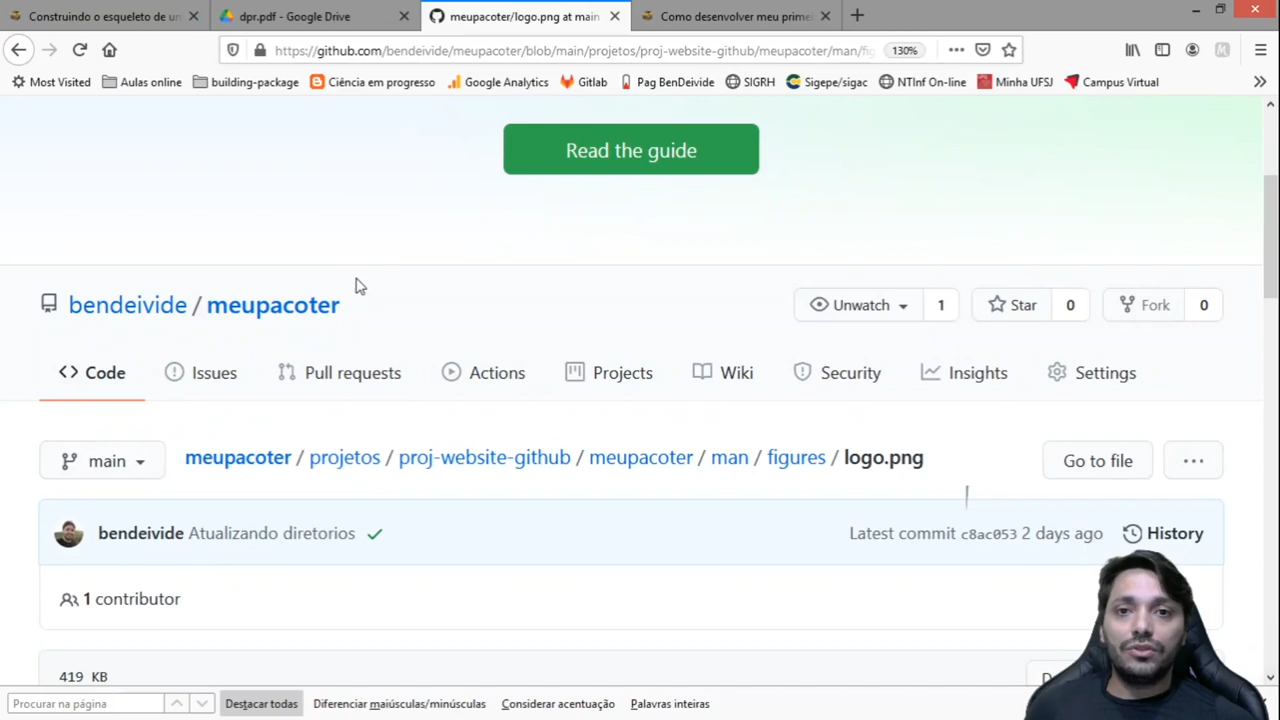 Construindo o esqueleto de un
dpr.pdf - Google Drive
meupacoter/logo.png at main
Como desenvolver meu prime
https://github.com/bendeivide/meupacoter/blob/main/projetos/proj-website-github/meupacoter/man/fig
130%
Most Visited
Aulas online
building-package
Ciência em progresso
Google Analytics
Gitlab
Pag BenDeivide
SIGRH
Sigepe/sigac
NTInf On-line
Minha UFSJ
Campus Virtual
Read the guide
bendeivide / meupacoter
Unwatch 1
Star 0
Fork 0
Code
Issues
Pull requests
Actions
Projects
Wiki
Security
Insights
Settings
main
meupacoter / projetos / proj-website-github / meupacoter / man / figures / logo.png
Go to file
bendeivide Atualizando diretorios
Latest commit c8ac053 2 days ago
History
1 contributor
419 KB
Procurar na página
Destacar todas
Diferenciar maiúsculas/minúsculas
Considerar acentuação
Palavras inteiras